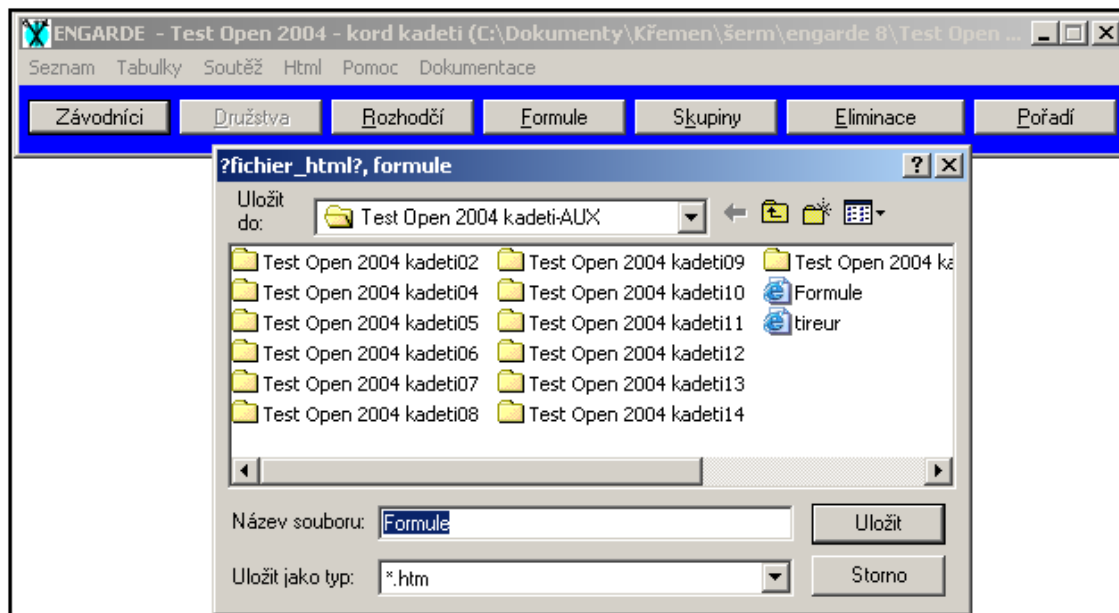 ENGARDE - Test Open 2004 - kord kadeti (C:\Dokumenty\Křemen\šerm\engarde 8\Test Open ...
Seznam Tabulky Soutěž Html Pomoc Dokumentace
Závodníci Družstva Rozhodčí Formule Skupiny Eliminace Pořadí
?fichier_html?, formule
Uložit do: Test Open 2004 kadeti-AUX
Test Open 2004 kadeti02 Test Open 2004 kadeti09 Test Open 2004 ka
Test Open 2004 kadeti04 Test Open 2004 kadeti10 Formule
Test Open 2004 kadeti05 Test Open 2004 kadeti11 tireur
Test Open 2004 kadeti06 Test Open 2004 kadeti12
Test Open 2004 kadeti07 Test Open 2004 kadeti13
Test Open 2004 kadeti08 Test Open 2004 kadeti14
Název souboru: Formule Uložit
Uložit jako typ: *.htm Storno